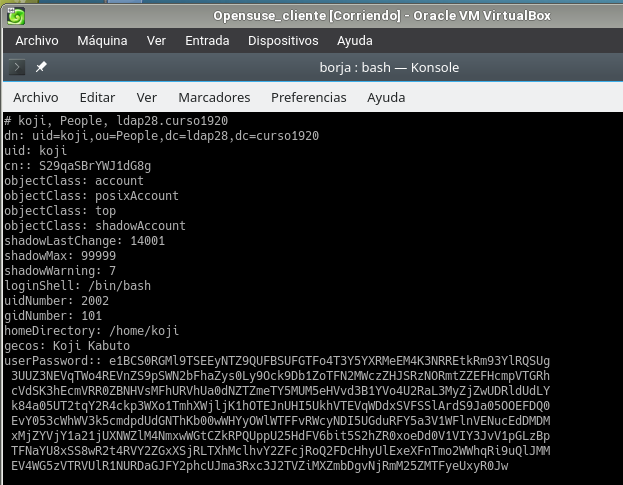 Opensuse_cliente [Corriendo] - Oracle VM VirtualBox
Archivo Máquina Ver Entrada Dispositivos Ayuda
borja : bash — Konsole
Archivo Editar Ver Marcadores Preferencias Ayuda
# koji, People, ldap28.curso1920
dn: uid=koji,ou=People,dc=ldap28,dc=curso1920
uid: koji
cn:: S29qaSBrYWJ1dG8g
objectClass: account
objectClass: posixAccount
objectClass: top
objectClass: shadowAccount
shadowLastChange: 14001
shadowMax: 99999
shadowWarning: 7
loginShell: /bin/bash
uidNumber: 2002
gidNumber: 101
homeDirectory: /home/koji
gecos: Koji Kabuto
userPassword:: e1BCS0RGMl9TSEEyNTZ9QUFBSUFGTFo4T3Y5YXRMeEM4K3NRREtkRm93YlRQSUg
3UUZ3NEVqTWo4REVnZS9pSWN2bFhaZys0Ly9Ock9Db1ZoTFN2MWczZHJSRzNORmtZZEFHcmpVTGRh
cVdSK3hEcmVRR0ZBNHVsMFhURVhUa0dNZTZmeTY5MUM5eHVvd3B1YVo4U2RaL3MyZjZwUDRldUdLY
k84a05UT2tqY2R4ckp3WXo1TmhXWjljK1hOTEJnUHI5UkhVTEVqWDdxSVFSSlArdS9Ja05OOEFDQ0
EvY053cWhWV3k5cmdpdUdGNThKb00wWHYyOWlWTFFvRWcyNDI5UGduRFY5a3V1WFlnVENucEdDMDM
xMjZYVjY1a21jUXNWZlM4NmxwWGtCZkRPQUppU25HdFV6bit5S2hZR0xoeDd0V1VIY3JvV1pGLzBp
TFNaYU8xSS8wR2t4RVY2ZGxXSjRLTXhMclhvY2ZFcjRoQ2FDcHhyUlExeXFnTmo2WWhqRi9uQlJMM
EV4WG5zVTRVUlR1NURDaGJFY2phcUJma3Rxc3J2TVZiMXZmbDgvNjRmM25ZMTFyeUxyR0Jw